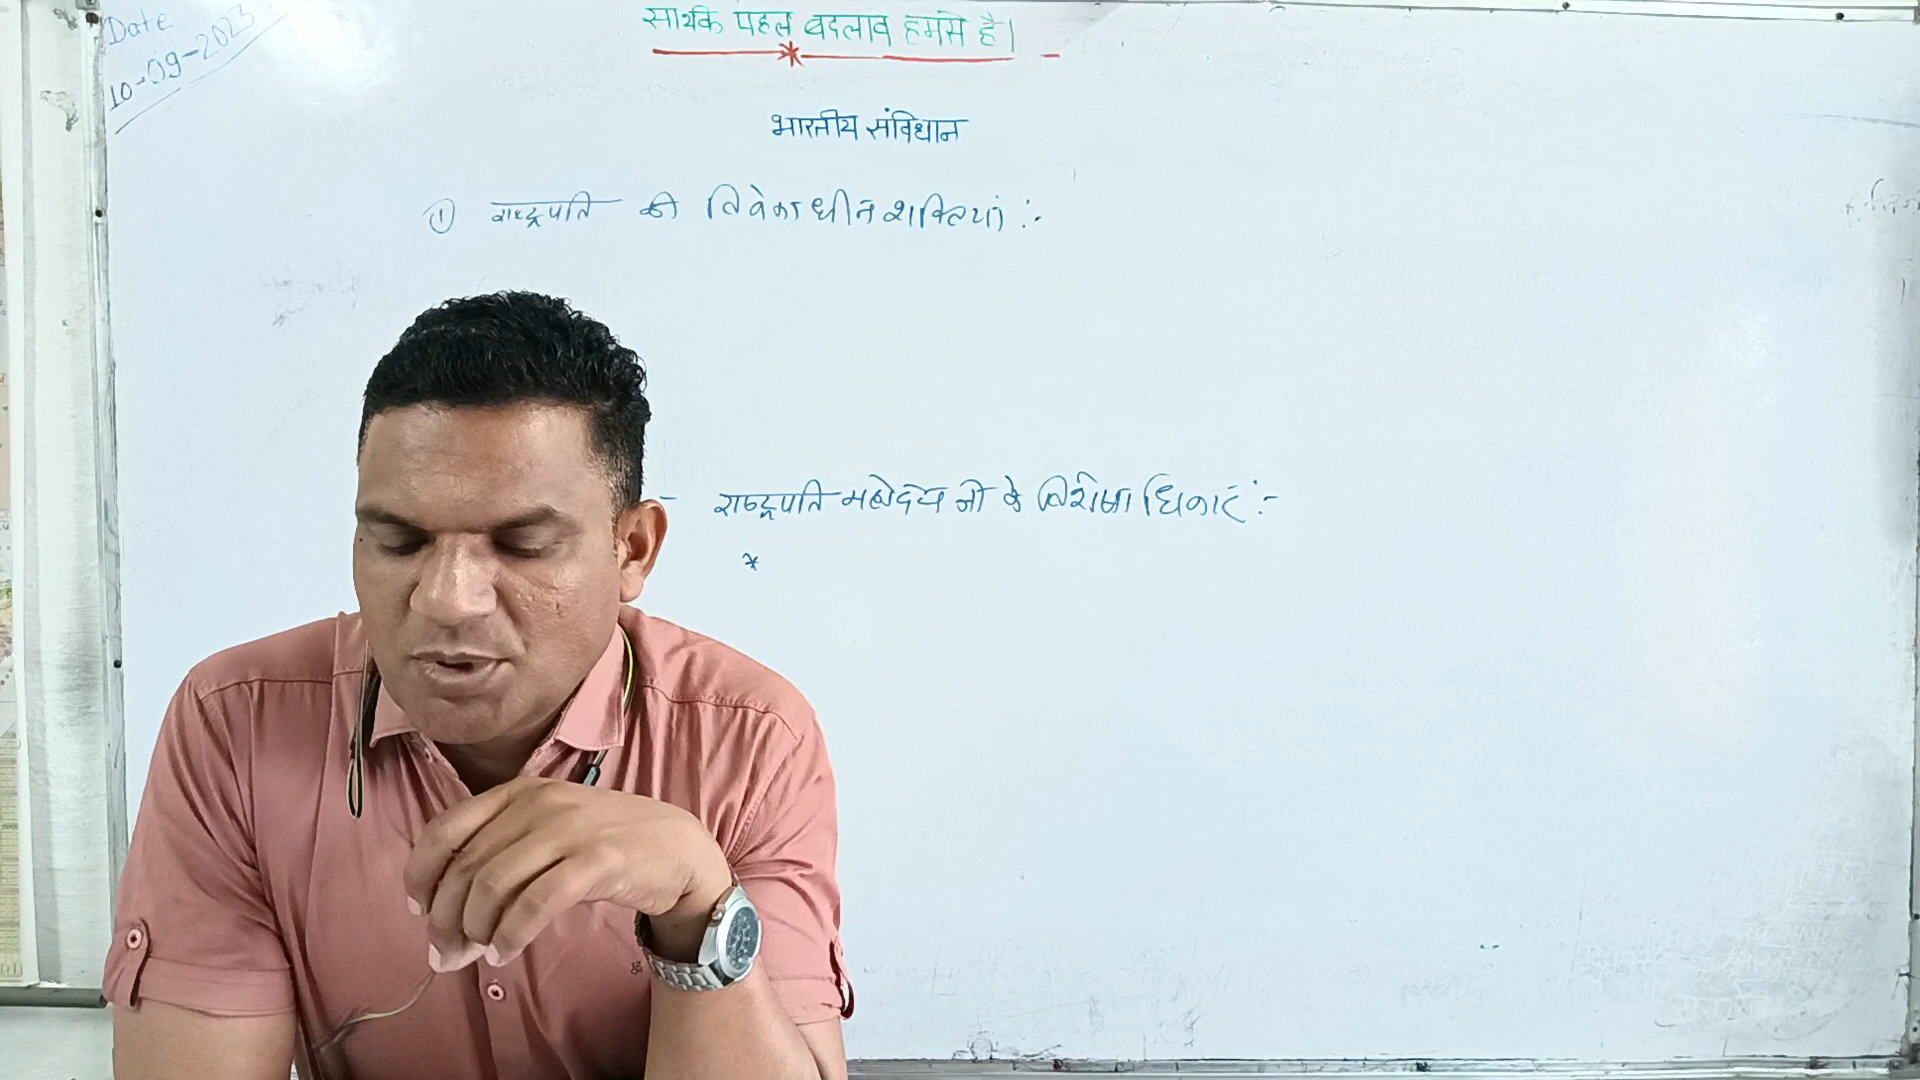 Date
10-09-2023
सार्थक पहल बदलाव हमसे है।
भारतीय संविधान
① राष्ट्रपति की विवेकाधीन शक्तियां :-
- राष्ट्रपति महोदय जी के विशेषाधिकार :-
*